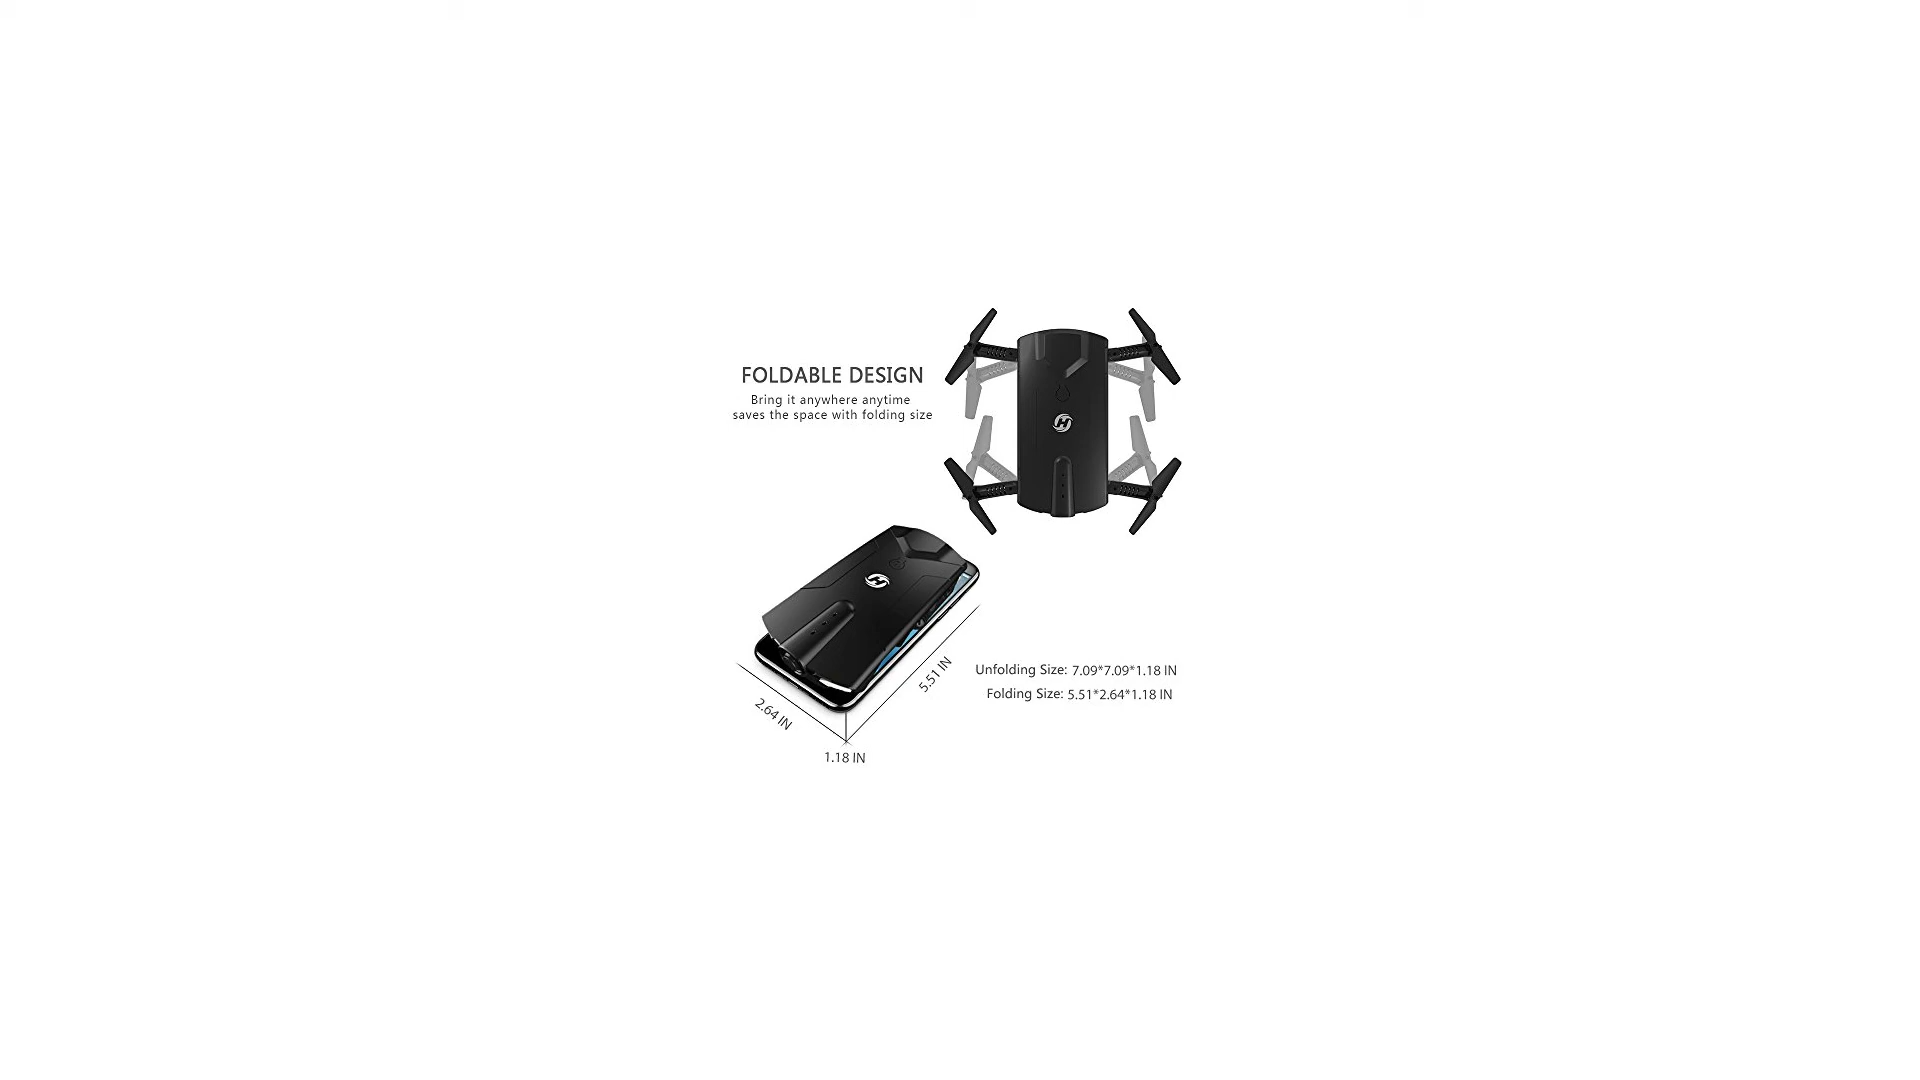 FOLDABLE DESIGN
Bring it anywhere anytime
saves the space with folding size
H
H
5.51 IN
Unfolding Size: 7.09*7.09*1.18 IN
Folding Size: 5.51*2.64*1.18 IN
2.64 IN
1.18 IN